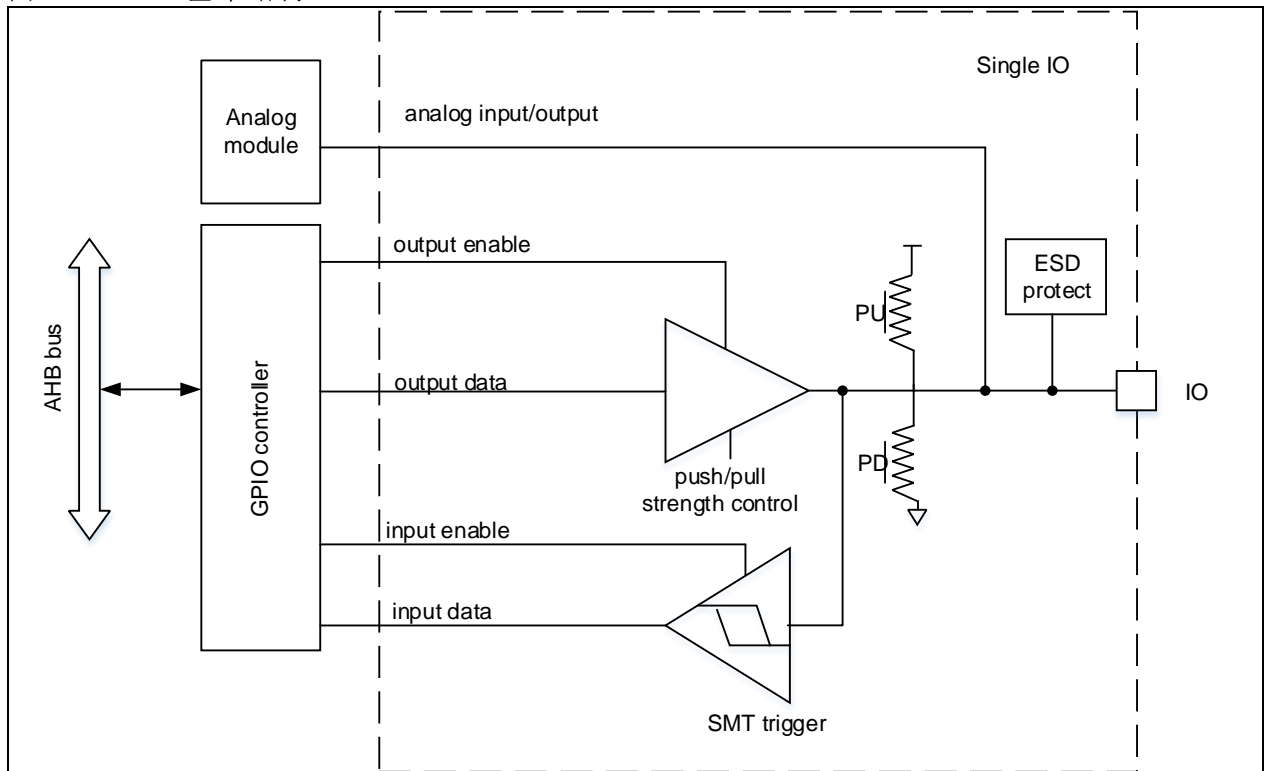 Single IO
Analog
module
analog input/output
output enable
ESD
protect
PU
AHB bus
GPIO controller
output data
IO
PD
push/pull
strength control
input enable
input data
SMT trigger